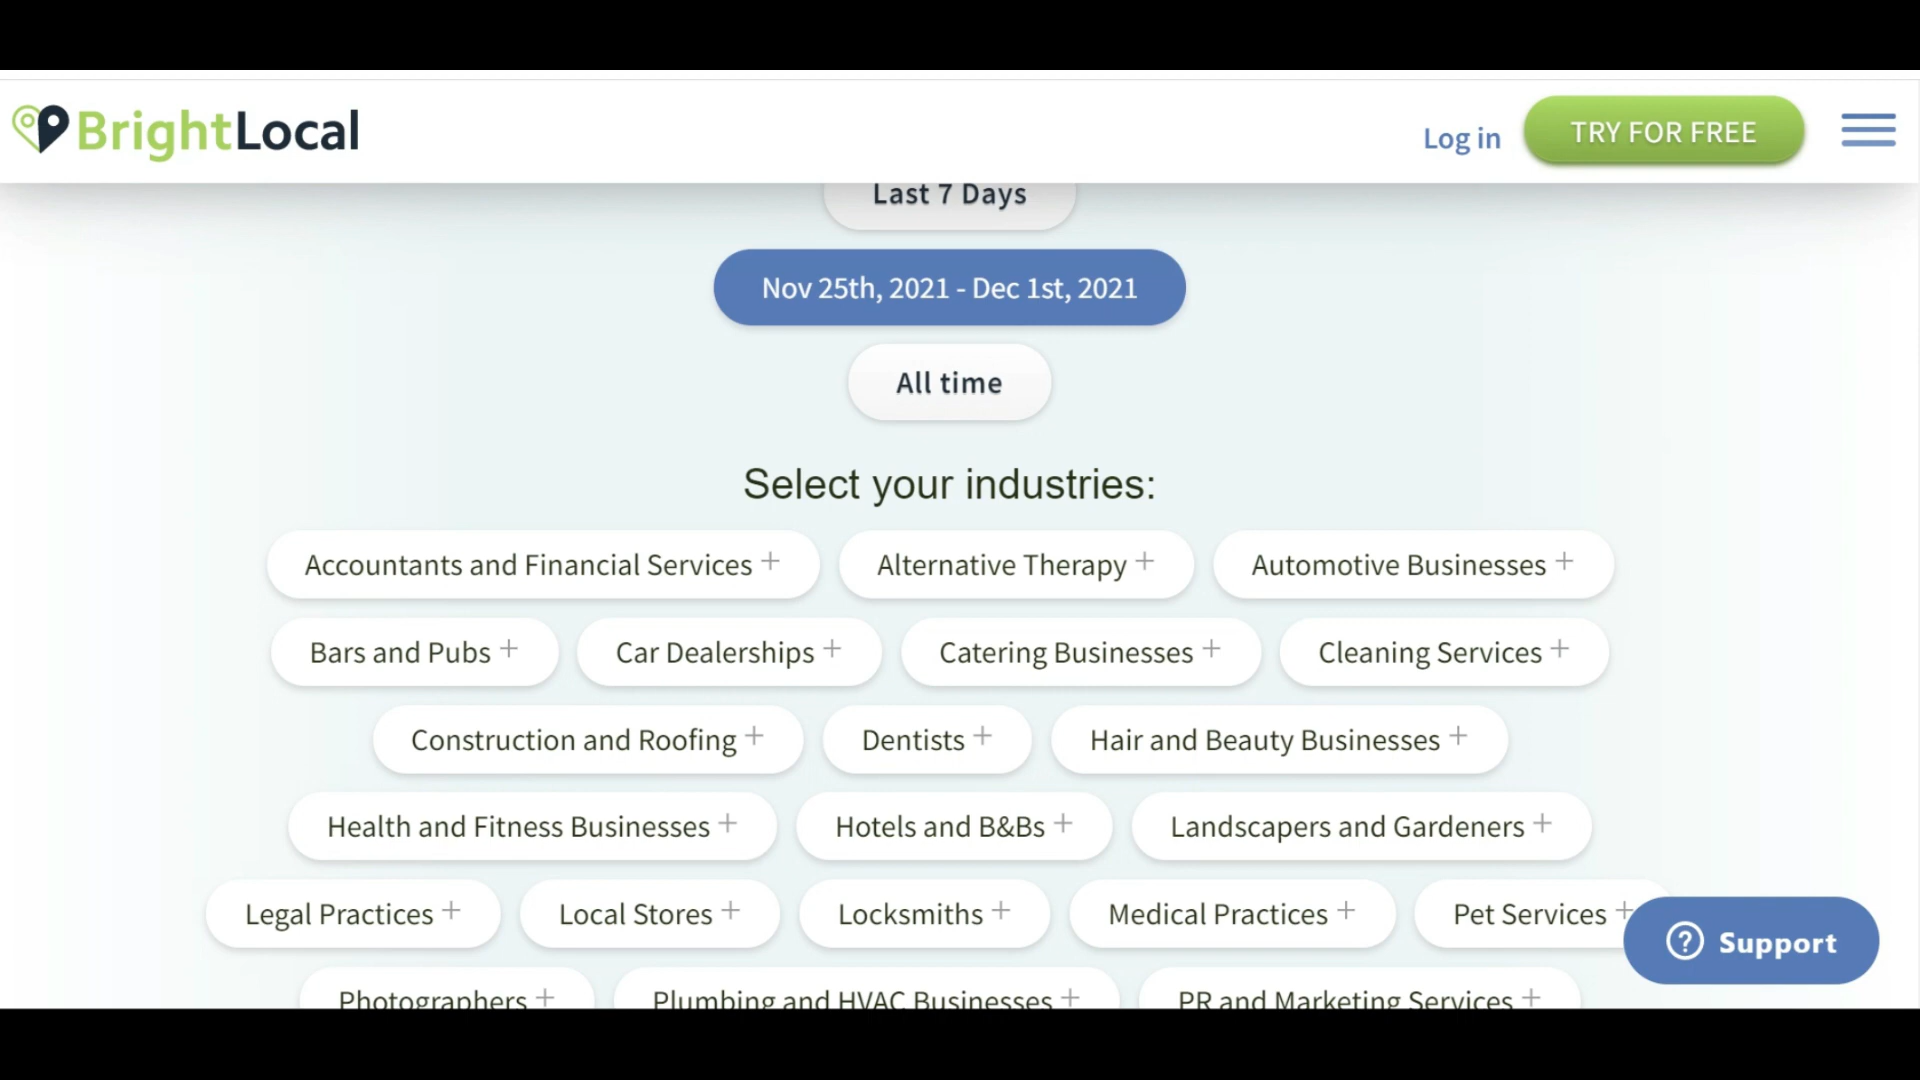 BrightLocal
Log in
TRY FOR FREE
Last 7 Days
Nov 25th, 2021 - Dec 1st, 2021
All time
Select your industries:
Accountants and Financial Services + Alternative Therapy + Automotive Businesses +
Bars and Pubs + Car Dealerships + Catering Businesses + Cleaning Services +
Construction and Roofing + Dentists + Hair and Beauty Businesses +
Health and Fitness Businesses + Hotels and B&Bs + Landscapers and Gardeners +
Legal Practices + Local Stores + Locksmiths + Medical Practices + Pet Services +
? Support
Photographers + Plumbing and HVAC Businesses + PR and Marketing Services +